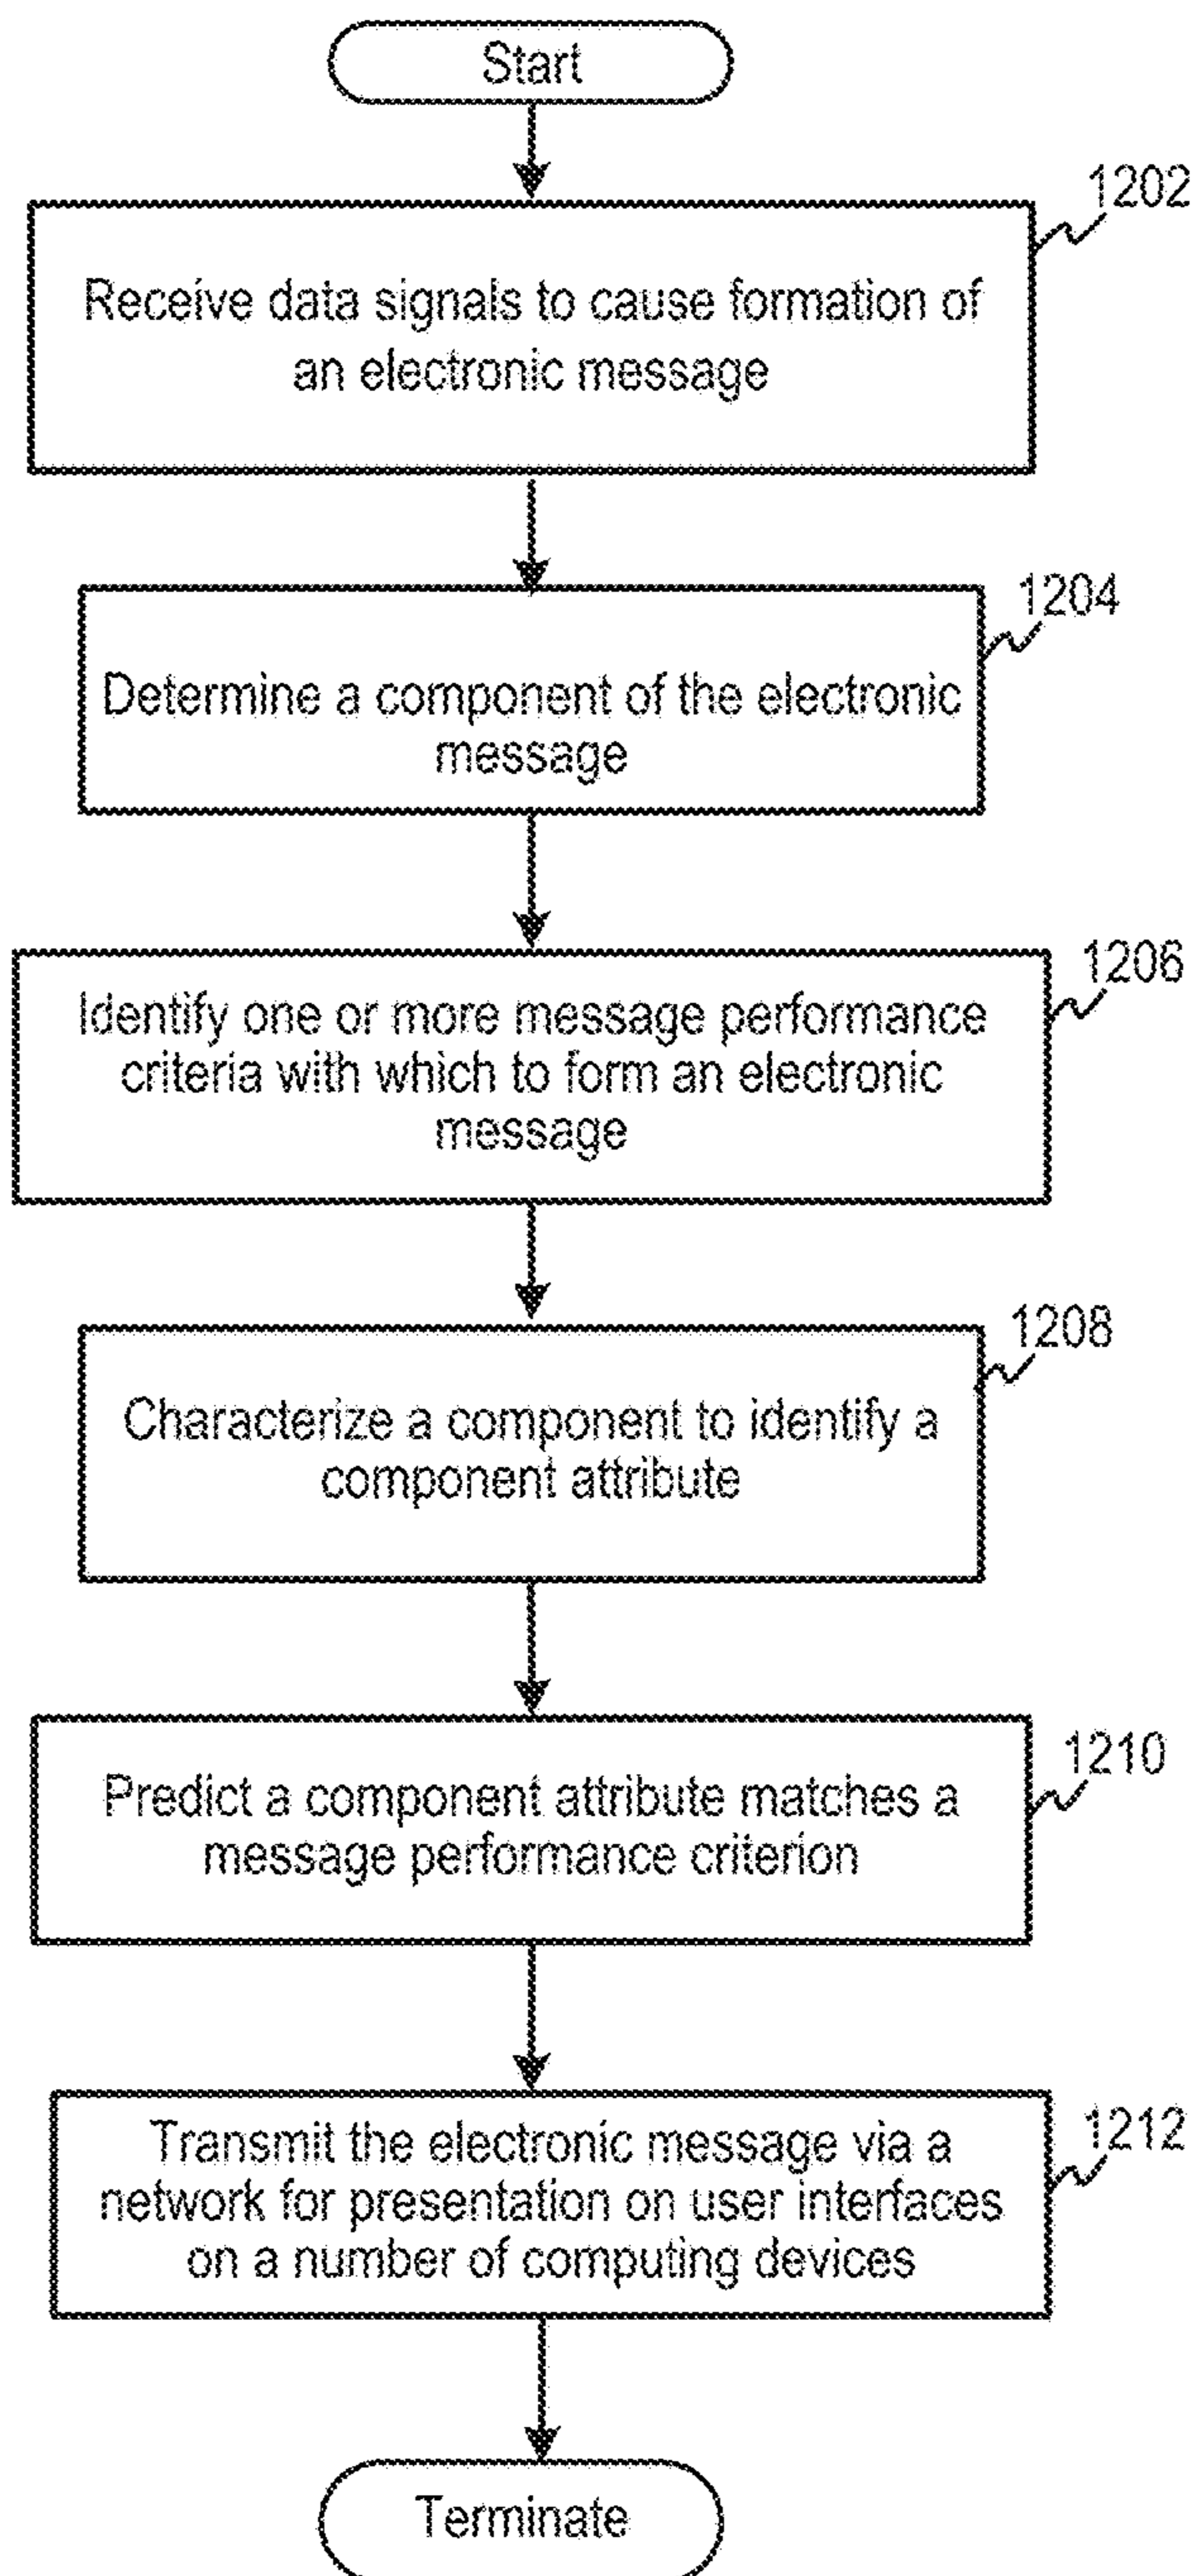 Start
1202
Receive data signals to cause formation of
an electronic message
1204
Determine a component of the electronic
message
1206
Identify one or more message performance
criteria with which to form an electronic
message
1208
Characterize a component to identify a
component attribute
1210
Predict a component attribute matches a
message performance criterion
1212
Transmit the electronic message via a
network for presentation on user interfaces
on a number of computing devices
Terminate